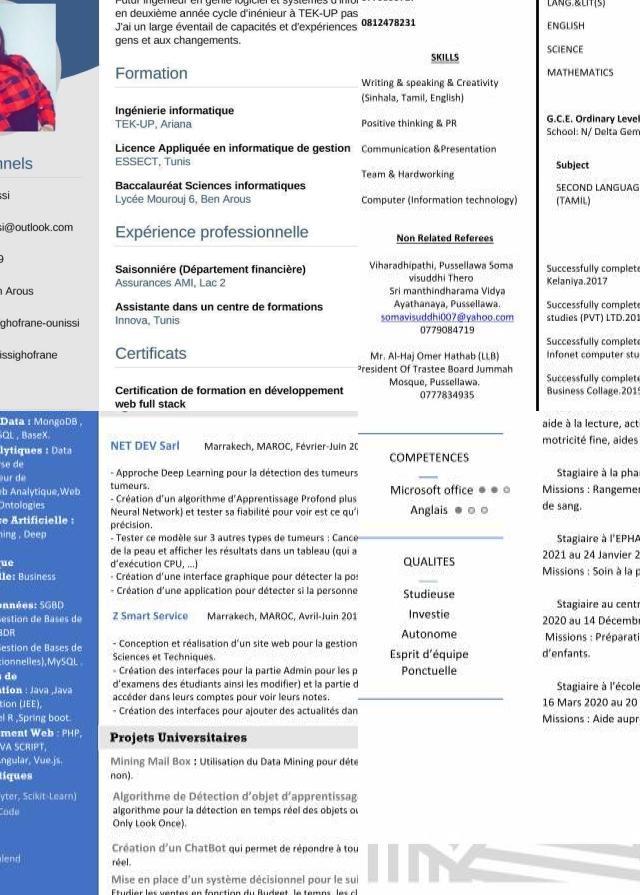 nnels
ssi
si@outlook.com
9
n Arous
ghofrane-ounissi
issighofrane
en deuxième année cycle d'inénieur à TEK-UP pas
J'ai un large éventail de capacités et d'expériences
gens et aux changements.
Formation
Ingénierie informatique
TEK-UP, Ariana
Licence Appliquée en informatique de gestion
ESSECT, Tunis
Baccalauréat Sciences informatiques
Lycée Mourouj 6, Ben Arous
Expérience professionnelle
Saisonniére (Département financière)
Assurances AMI, Lac 2
Assistante dans un centre de formations
Innova, Tunis
Certificats
Certification de formation en développement
web full stack
0812478231
SKILLS
Writing & speaking & Creativity
(Sinhala, Tamil, English)
Positive thinking & PR
Communication &Presentation
Team & Hardworking
Computer (Information technology)
Non Related Referees
Viharadhipathi, Pussellawa Soma
visuddhi Thero
Sri manthindharama Vidya
Ayathanaya, Pussellawa.
somavisuddhi007@yahoo.com
0779084719
Mr. Al-Haj Omer Hathab (LLB)
President Of Trustee Board Jummah
Mosque, Pussellawa.
0777834935
LANG.&LIT(S)
ENGLISH
SCIENCE
MATHEMATICS
G.C.E. Ordinary Level
School: N/ Delta Gem
Subject
SECOND LANGUAG
(TAMIL)
Successfully complete
Kelaniya.2017
Successfully complete
studies (PVT) LTD.201
Successfully complete
Infonet computer stu
Successfully complete
Business Collage.2015
Data : MongoDB ,
SQL , BaseX.
lytiques : Data
yse de
eur de
eb Analytique,Web
Ontologies
ce Artificielle :
ning , Deep
que
lle: Business
onnées: SGBD
Gestion de Bases de
BDR
Gestion de Bases de
tionnelles),MySQL .
s de
ation : Java ,Java
tion (JEE),
el R ,Spring boot.
ment Web : PHP,
VA SCRIPT,
Angular, Vue.js.
tiques
yter, Scikit-Learn)
Code
alend
NET DEV Sarl Marrakech, MAROC, Février-Juin 20
- Approche Deep Learning pour la détection des tumeurs
tumeurs.
- Création d'un algorithme d'Apprentissage Profond plus
Neural Network) et tester sa fiabilité pour voir est ce qu'i
précision.
- Tester ce modèle sur 3 autres types de tumeurs : Cance
de la peau et afficher les résultats dans un tableau (qui a
d'exécution CPU, ...)
- Création d'une interface graphique pour détecter la pos
- Création d'une application pour détecter si la personne
Z Smart Service Marrakech, MAROC, Avril-Juin 201
- Conception et réalisation d'un site web pour la gestion
Sciences et Techniques.
- Création des interfaces pour la partie Admin pour les p
d'examens des étudiants ainsi les modifier) et la partie d
accéder dans leurs comptes pour voir leurs notes.
- Création des interfaces pour ajouter des actualités dan
Projets Universitaires
Mining Mail Box : Utilisation du Data Mining pour déte
non).
Algorithme de Détection d'objet d'apprentissag
algorithme pour la détection en temps réel des objets ou
Only Look Once).
Création d'un ChatBot qui permet de répondre à tou
réel.
Mise en place d'un système décisionnel pour le sui
Etudier les ventes en fonction du Budget, le temps, les cl
COMPETENCES
Microsoft office
Anglais
QUALITES
Studieuse
Investie
Autonome
Esprit d'équipe
Ponctuelle
aide à la lecture, act
motricité fine, aides
Stagiaire à la pha
Missions : Rangemen
de sang.
Stagiaire à l'EPHA
2021 au 24 Janvier 2
Missions : Soin à la p
Stagiaire au centr
2020 au 14 Décembr
Missions : Préparati
d'enfants.
Stagiaire à l'école
16 Mars 2020 au 20
Missions : Aide aupr